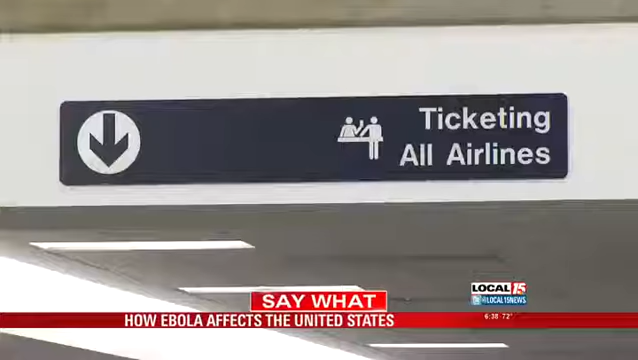 Ticketing
All Airlines
SAY WHAT
HOW EBOLA AFFECTS THE UNITED STATES
LOCAL 15
@LOCAL15NEWS
6:38 72°